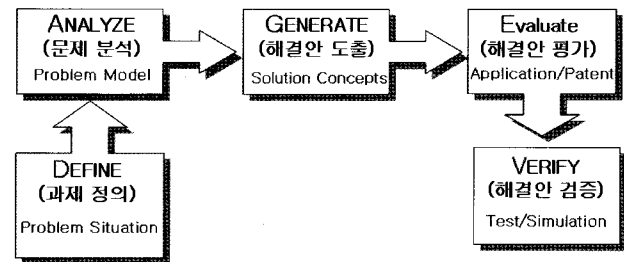 ANALYZE
(문제 분석)
Problem Model
GENERATE
(해결안 도출)
Solution Concepts
Evaluate
(해결안 평가)
Application/Patent
DEFINE
(과제 정의)
Problem Situation
VERIFY
(해결안 검증)
Test/Simulation